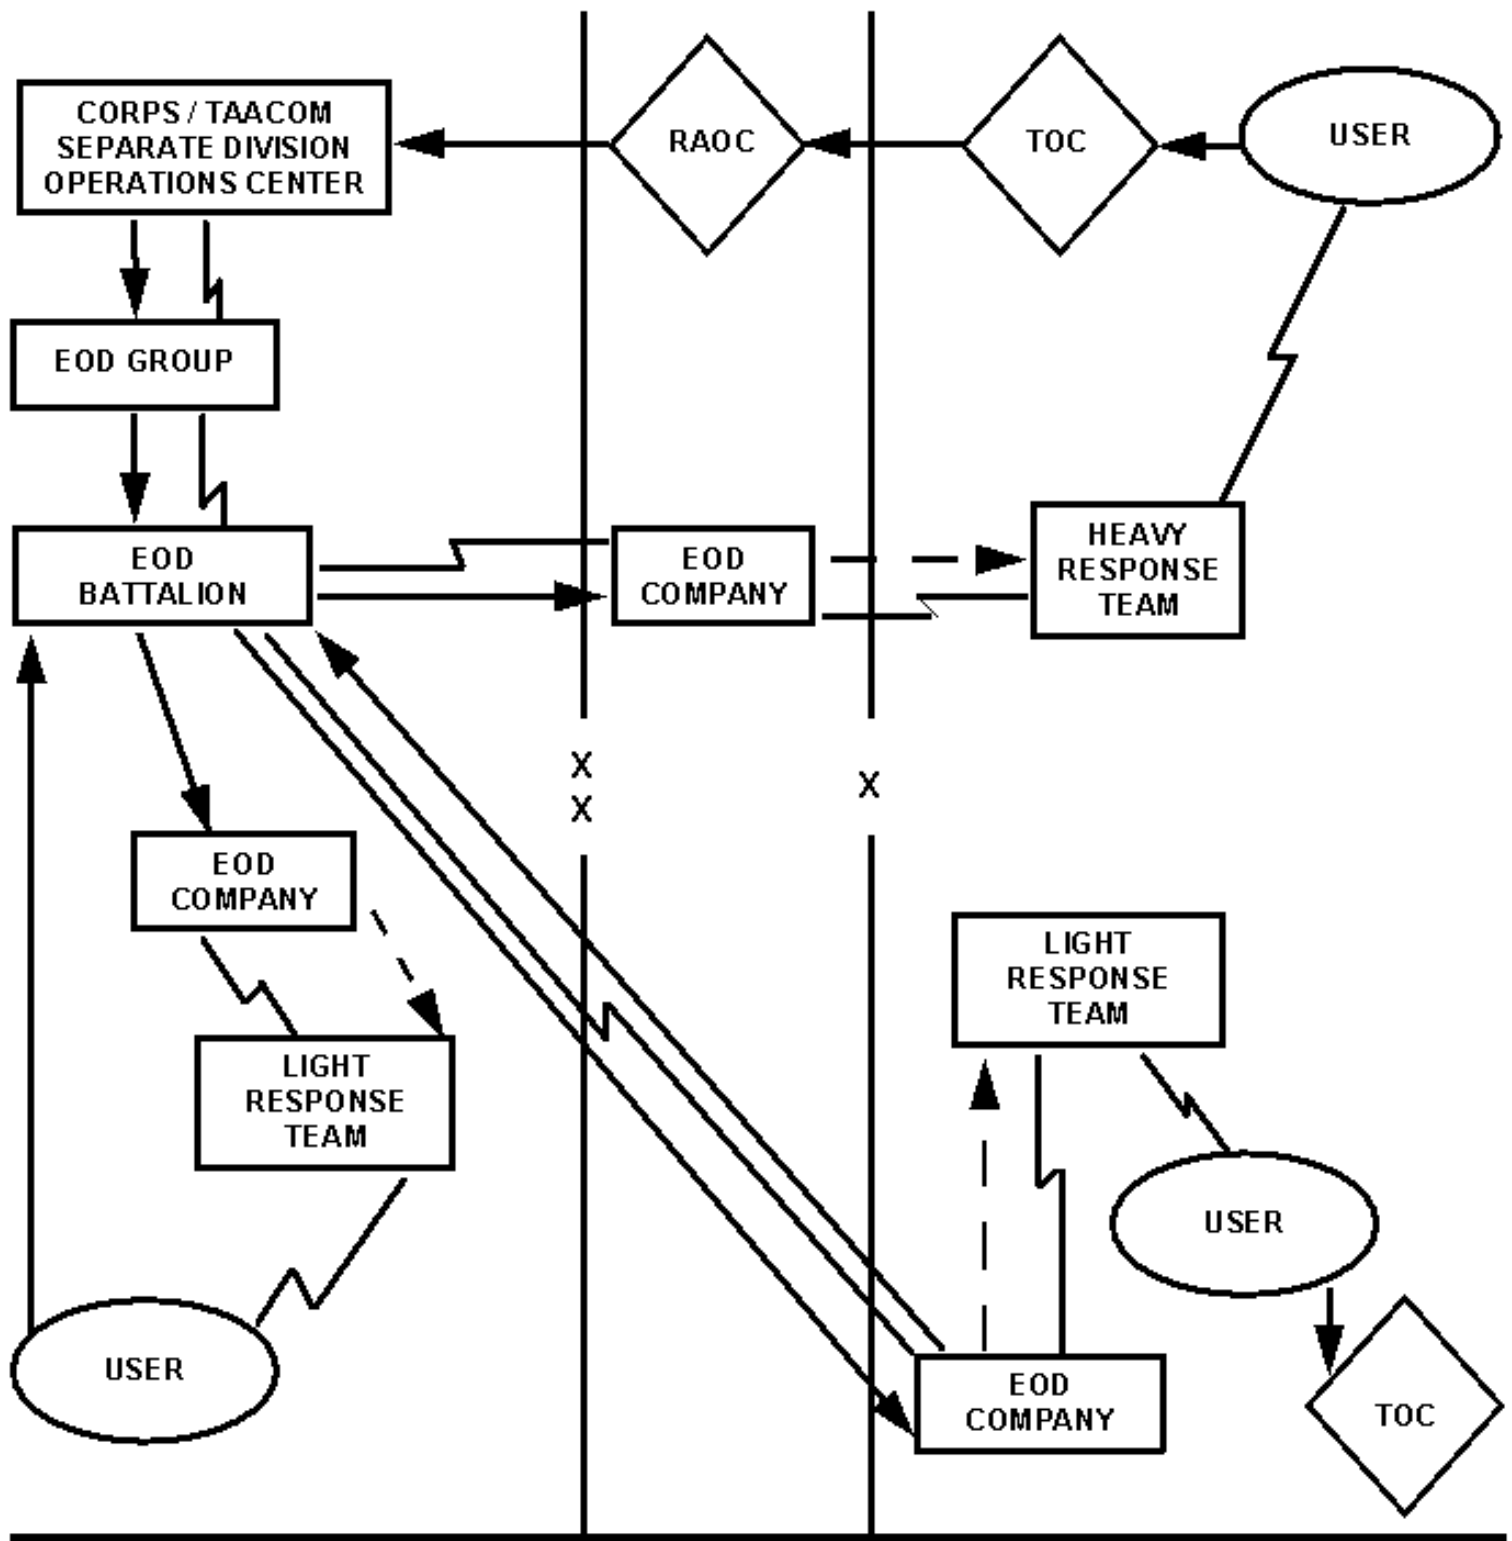 CORPS / TAACOM
SEPARATE DIVISION
OPERATIONS CENTER
RAOC
TOC
USER
EOD GROUP
EOD
BATTALION
EOD
COMPANY
HEAVY
RESPONSE
TEAM
X
X
X
EOD
COMPANY
LIGHT
RESPONSE
TEAM
LIGHT
RESPONSE
TEAM
USER
USER
EOD
COMPANY
TOC